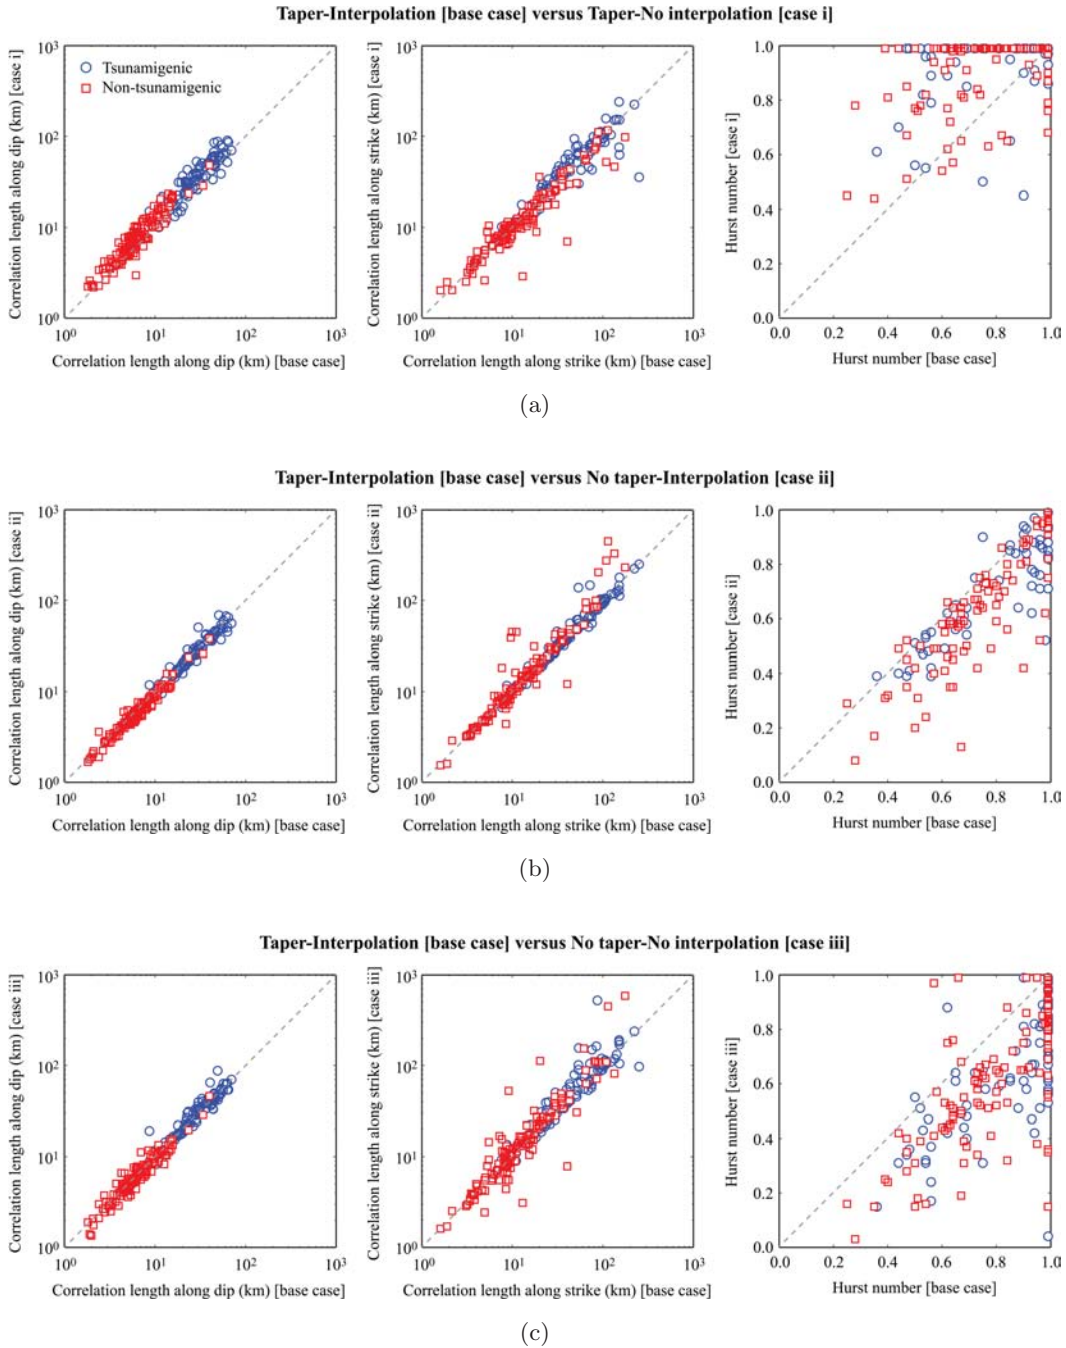 Taper-Interpolation [base case] versus Taper-No interpolation [case i]
Correlation length along dip (km) [case i]
10³
10²
10¹
10⁰
Tsunamigenic
Non-tsunamigenic
10⁰ 10¹ 10² 10³
Correlation length along dip (km) [base case]
Correlation length along strike (km) [case i]
10³
10²
10¹
10⁰
10⁰ 10¹ 10² 10³
Correlation length along strike (km) [base case]
Hurst number [case i]
1.0
0.8
0.6
0.4
0.2
0.0
0.0 0.2 0.4 0.6 0.8 1.0
Hurst number [base case]
(a)
Taper-Interpolation [base case] versus No taper-Interpolation [case ii]
Correlation length along dip (km) [case ii]
10³
10²
10¹
10⁰
10⁰ 10¹ 10² 10³
Correlation length along dip (km) [base case]
Correlation length along strike (km) [case ii]
10³
10²
10¹
10⁰
10⁰ 10¹ 10² 10³
Correlation length along strike (km) [base case]
Hurst number [case ii]
1.0
0.8
0.6
0.4
0.2
0.0
0.0 0.2 0.4 0.6 0.8 1.0
Hurst number [base case]
(b)
Taper-Interpolation [base case] versus No taper-No interpolation [case iii]
Correlation length along dip (km) [case iii]
10³
10²
10¹
10⁰
10⁰ 10¹ 10² 10³
Correlation length along dip (km) [base case]
Correlation length along strike (km) [case iii]
10³
10²
10¹
10⁰
10⁰ 10¹ 10² 10³
Correlation length along strike (km) [base case]
Hurst number [case iii]
1.0
0.8
0.6
0.4
0.2
0.0
0.0 0.2 0.4 0.6 0.8 1.0
Hurst number [base case]
(c)